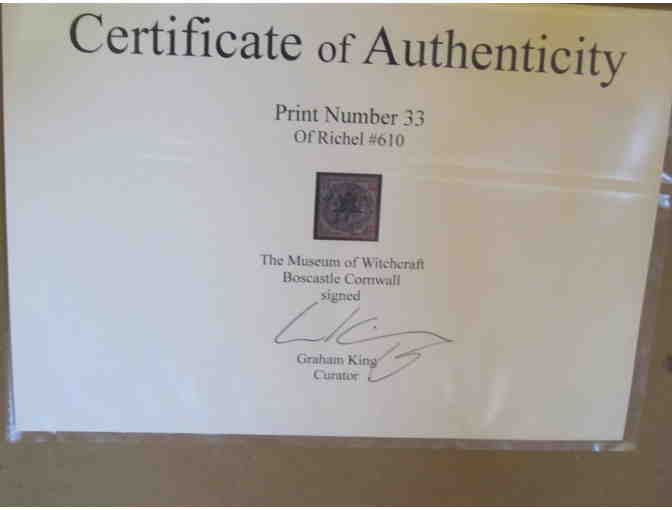 Certificate of Authenticity
Print Number 33
Of Richel #610
The Museum of Witchcraft
Boscastle Cornwall
signed
Graham King
Curator